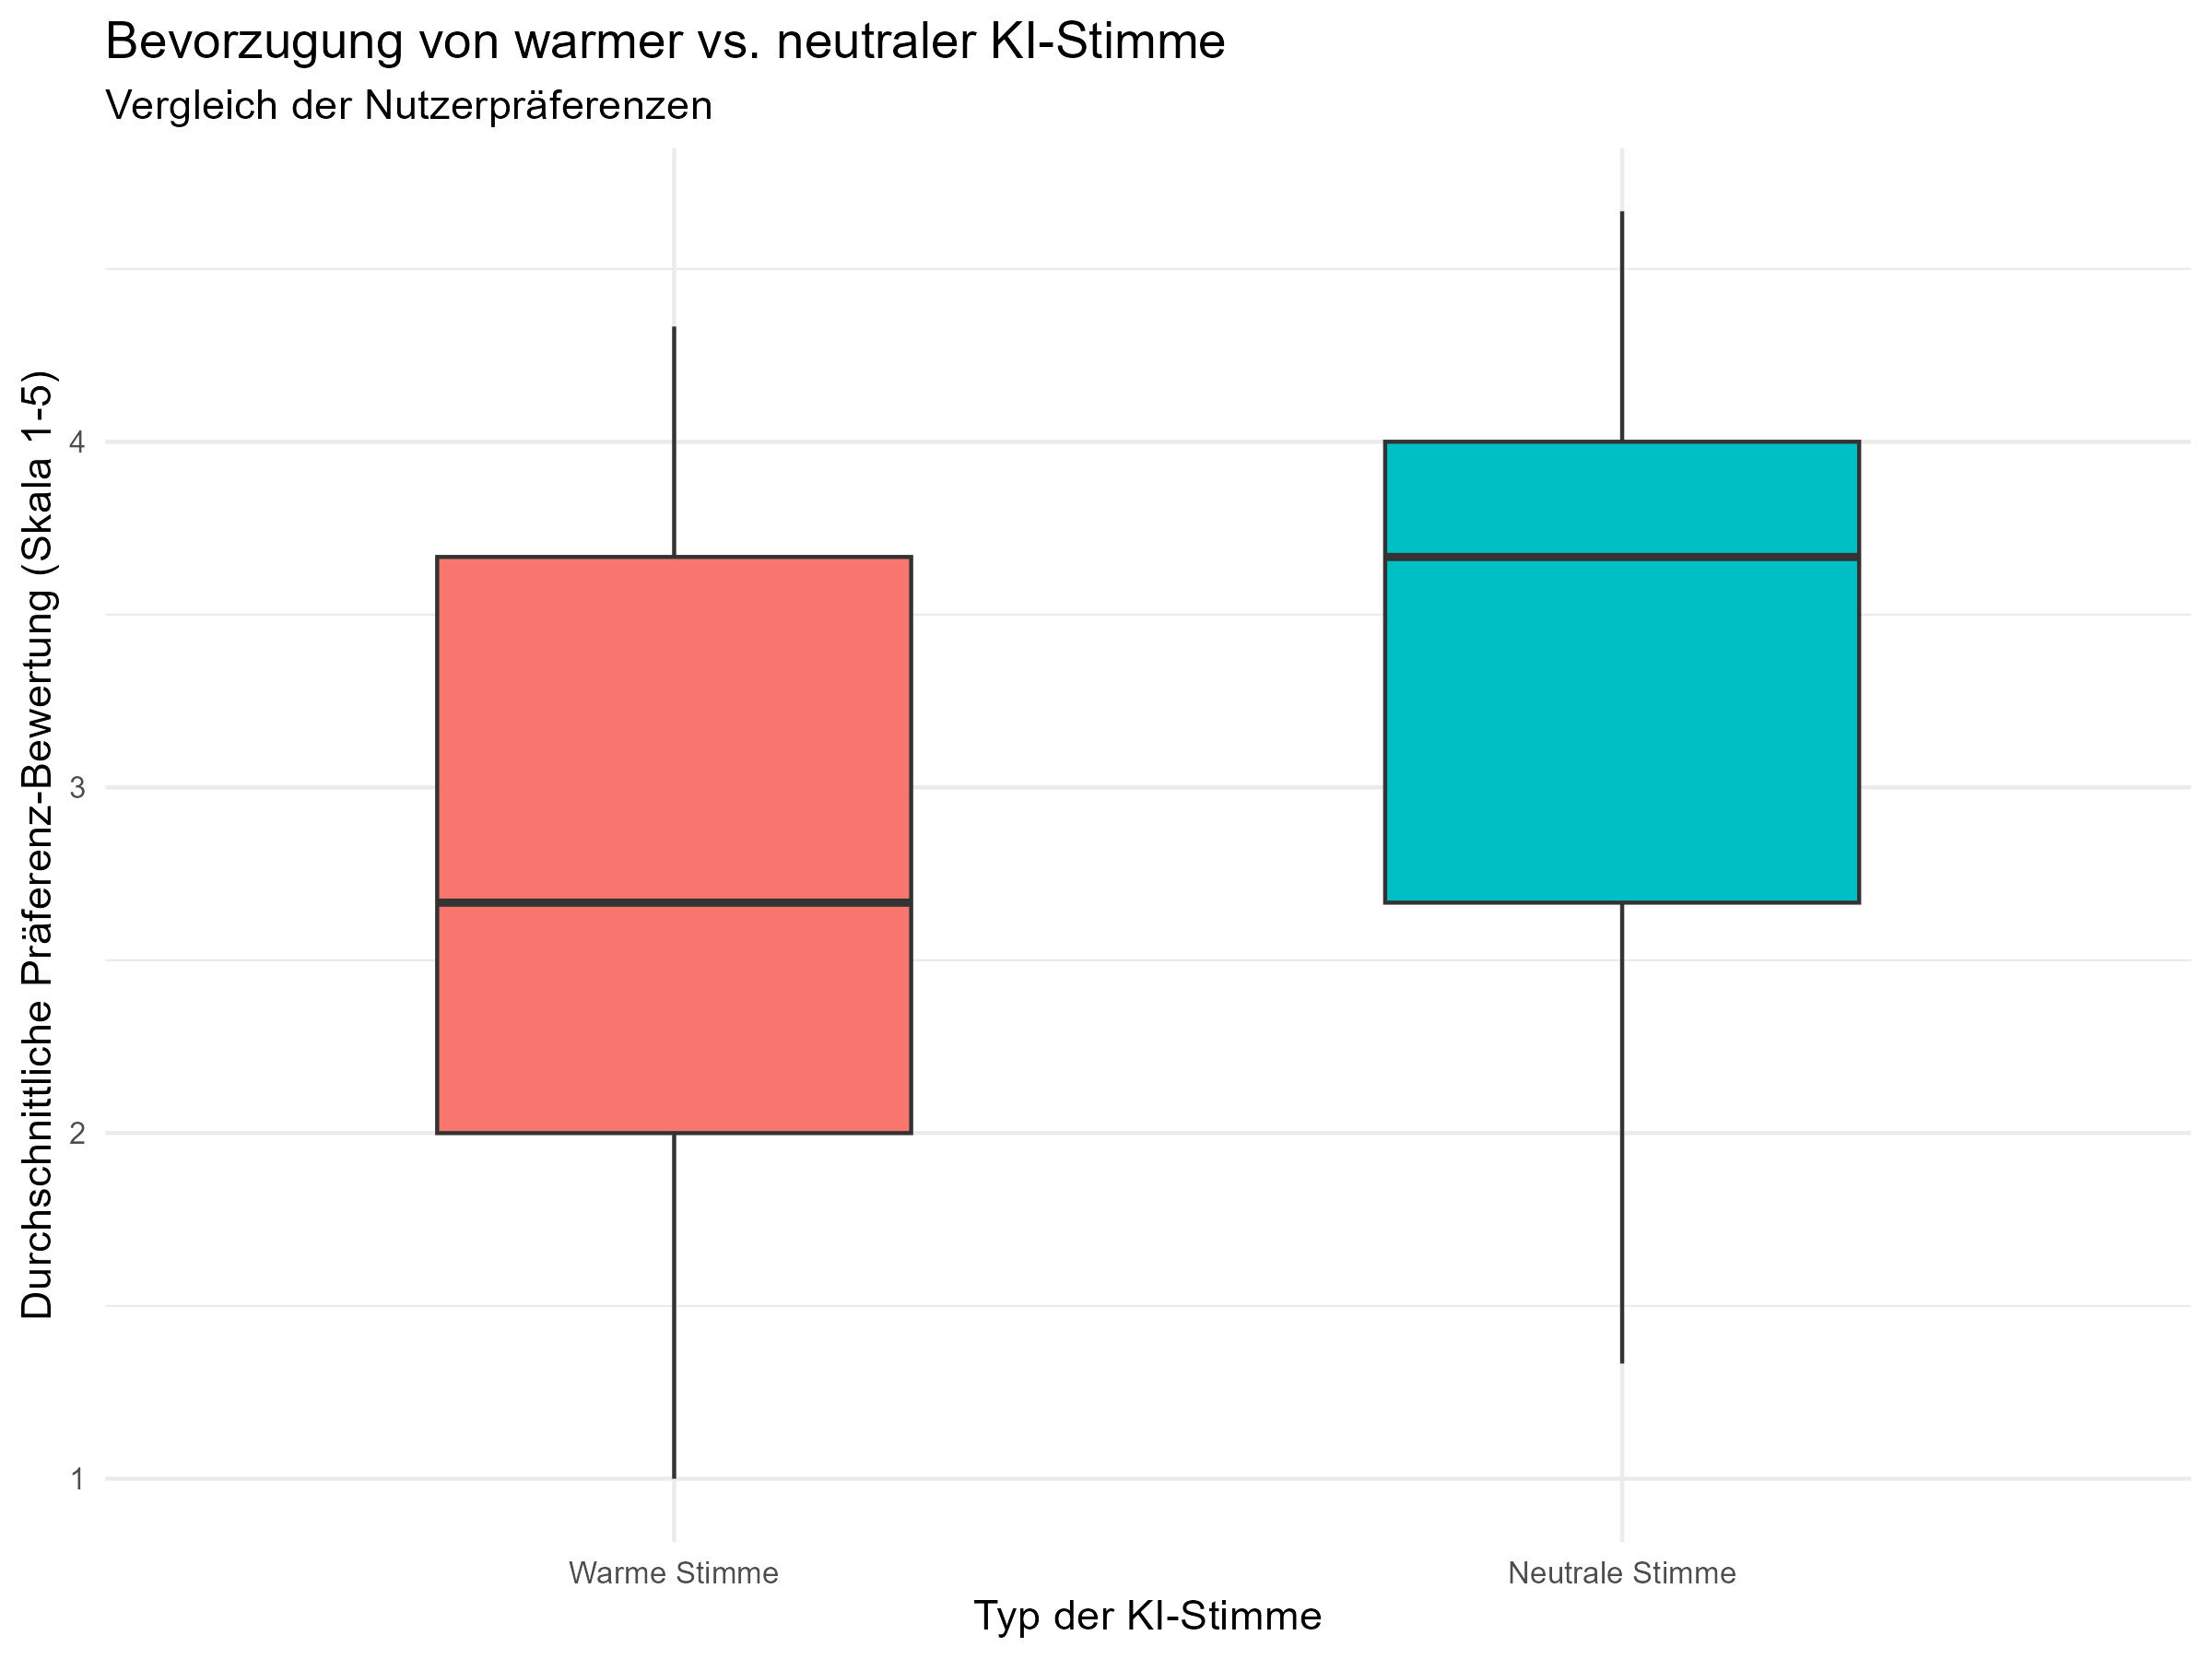 Bevorzugung von warmer vs. neutraler KI-Stimme
Vergleich der Nutzerpräferenzen
Durchschnittliche Präferenz-Bewertung (Skala 1-5)
4
3
2
1
Warme Stimme
Neutrale Stimme
Typ der KI-Stimme